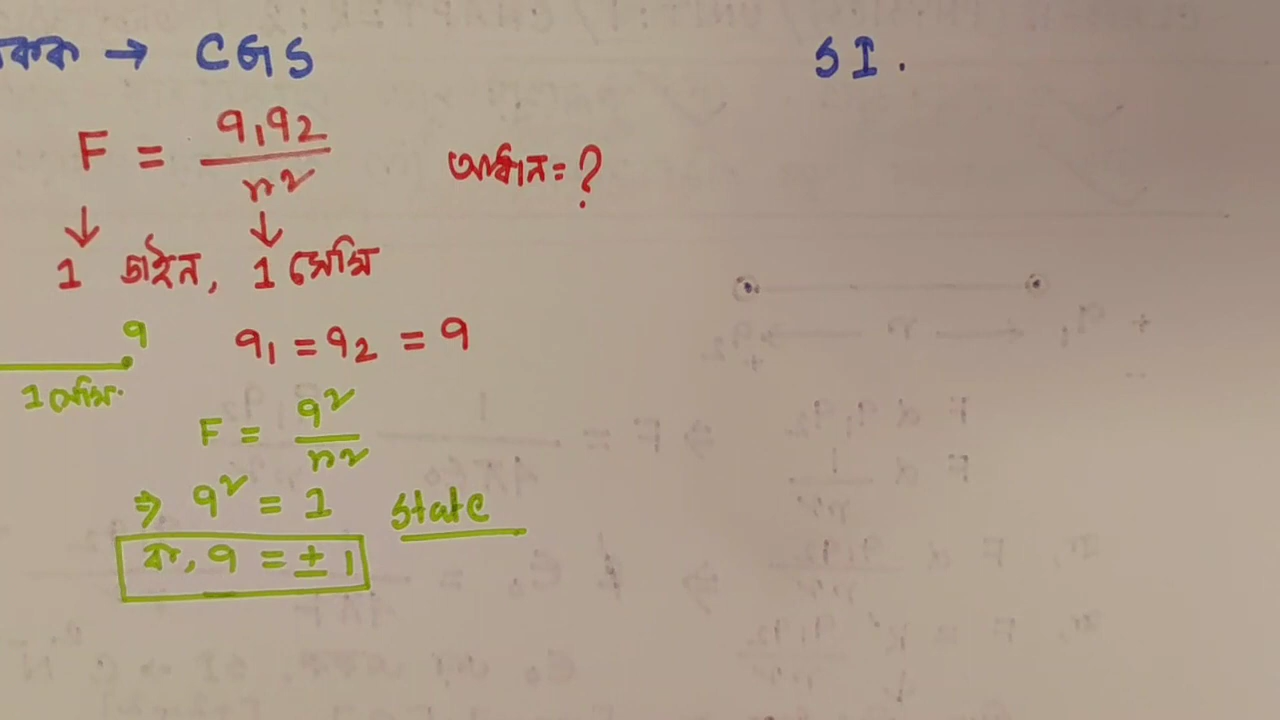 একক → CGS
SI.
F = q₁q₂ / r²
আধান = ?
↓ ↓
1 ডাইন, 1 সেমি
q
1 সেমি.
q₁ = q₂ = q
F = q² / r²
⇒ q² = 1
State
বা, q = ± 1